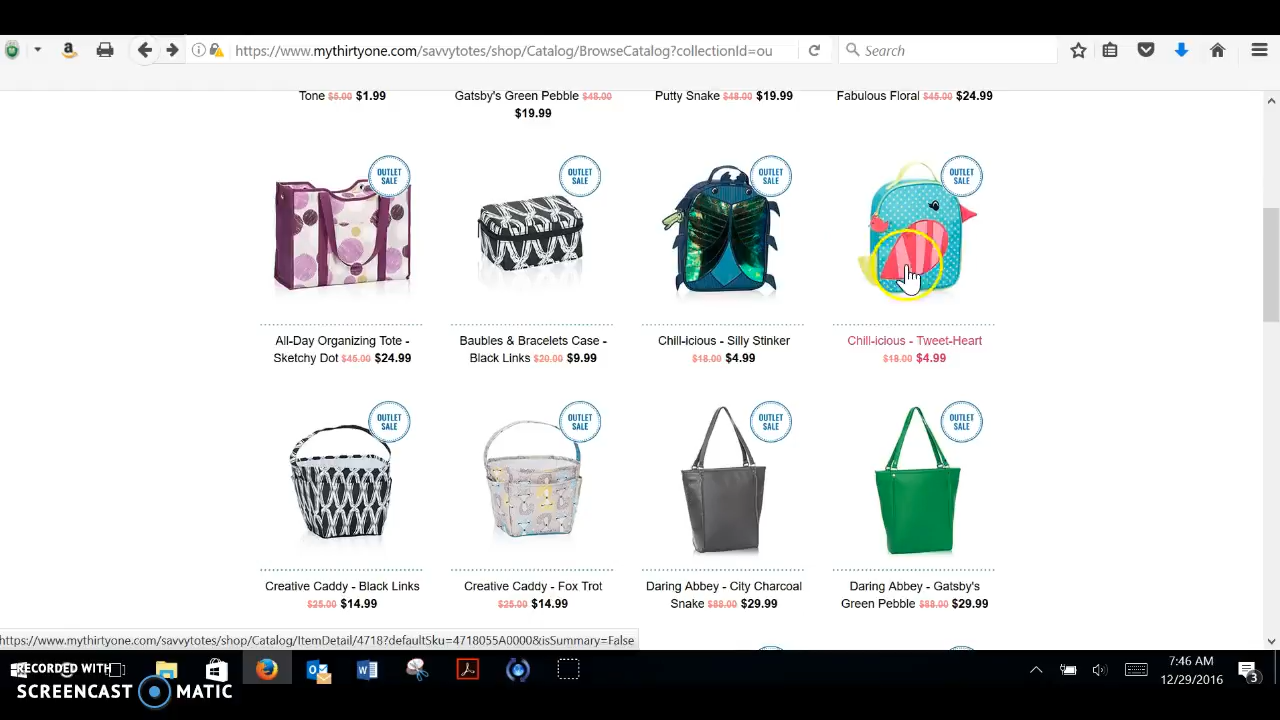 https://www.mythirtyone.com/savvytotes/shop/Catalog/BrowseCatalog?collectionId=ou
Search
Tone $5.00 $1.99
Gatsby's Green Pebble $48.00
$19.99
Putty Snake $48.00 $19.99
Fabulous Floral $45.00 $24.99
OUTLET
SALE
OUTLET
SALE
OUTLET
SALE
OUTLET
SALE
All-Day Organizing Tote -
Sketchy Dot $45.00 $24.99
Baubles & Bracelets Case -
Black Links $20.00 $9.99
Chill-icious - Silly Stinker
$18.00 $4.99
Chill-icious - Tweet-Heart
$18.00 $4.99
OUTLET
SALE
OUTLET
SALE
OUTLET
SALE
OUTLET
SALE
Creative Caddy - Black Links
$25.00 $14.99
Creative Caddy - Fox Trot
$25.00 $14.99
Daring Abbey - City Charcoal
Snake $88.00 $29.99
Daring Abbey - Gatsby's
Green Pebble $88.00 $29.99
https://www.mythirtyone.com/savvytotes/shop/Catalog/ItemDetail/4718?defaultSku=4718055A0000&isSummary=False
RECORDED WITH
SCREENCAST MATIC
7:46 AM
12/29/2016
3